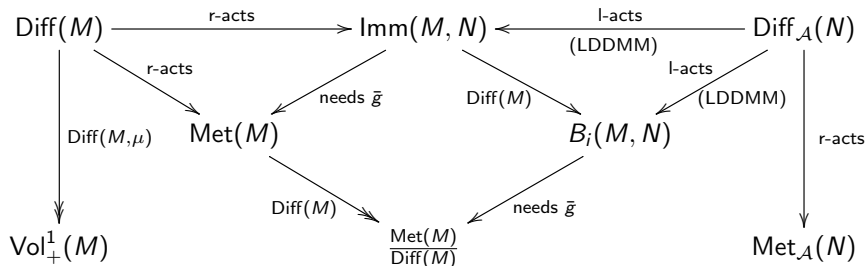 Diff(M) r-acts Imm(M, N) l-acts Diff_𝒜(N)
(LDDMM)
r-acts l-acts
needs ḡ Diff(M) (LDDMM)
Diff(M,μ) Met(M) B_i(M, N) r-acts
Diff(M) needs ḡ
Vol^1_+(M) Met(M)/Diff(M) Met_𝒜(N)